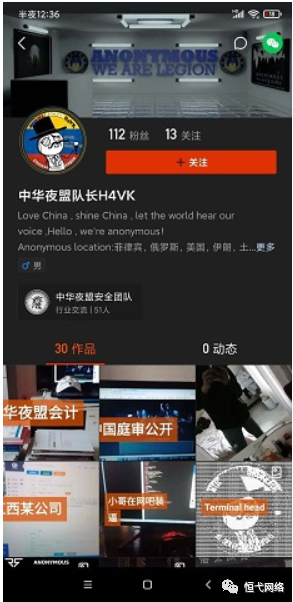 半夜12:36
ANONYMOUS
WE ARE LEGION
112 粉丝 13 关注
+ 关注
中华夜盟队长H4VK
Love China , shine China , let the world hear our
voice ,Hello , we're anonymous!
Anonymous location:菲律宾, 俄罗斯, 美国, 伊朗, 土...更多
男
中华夜盟安全团队
行业交流 | 51人
30 作品 0 动态
华夜盟会计
国庭审公开
西某公司
小哥在网吧装
逼
Terminal head
ANONYMOUS
恒弋网络